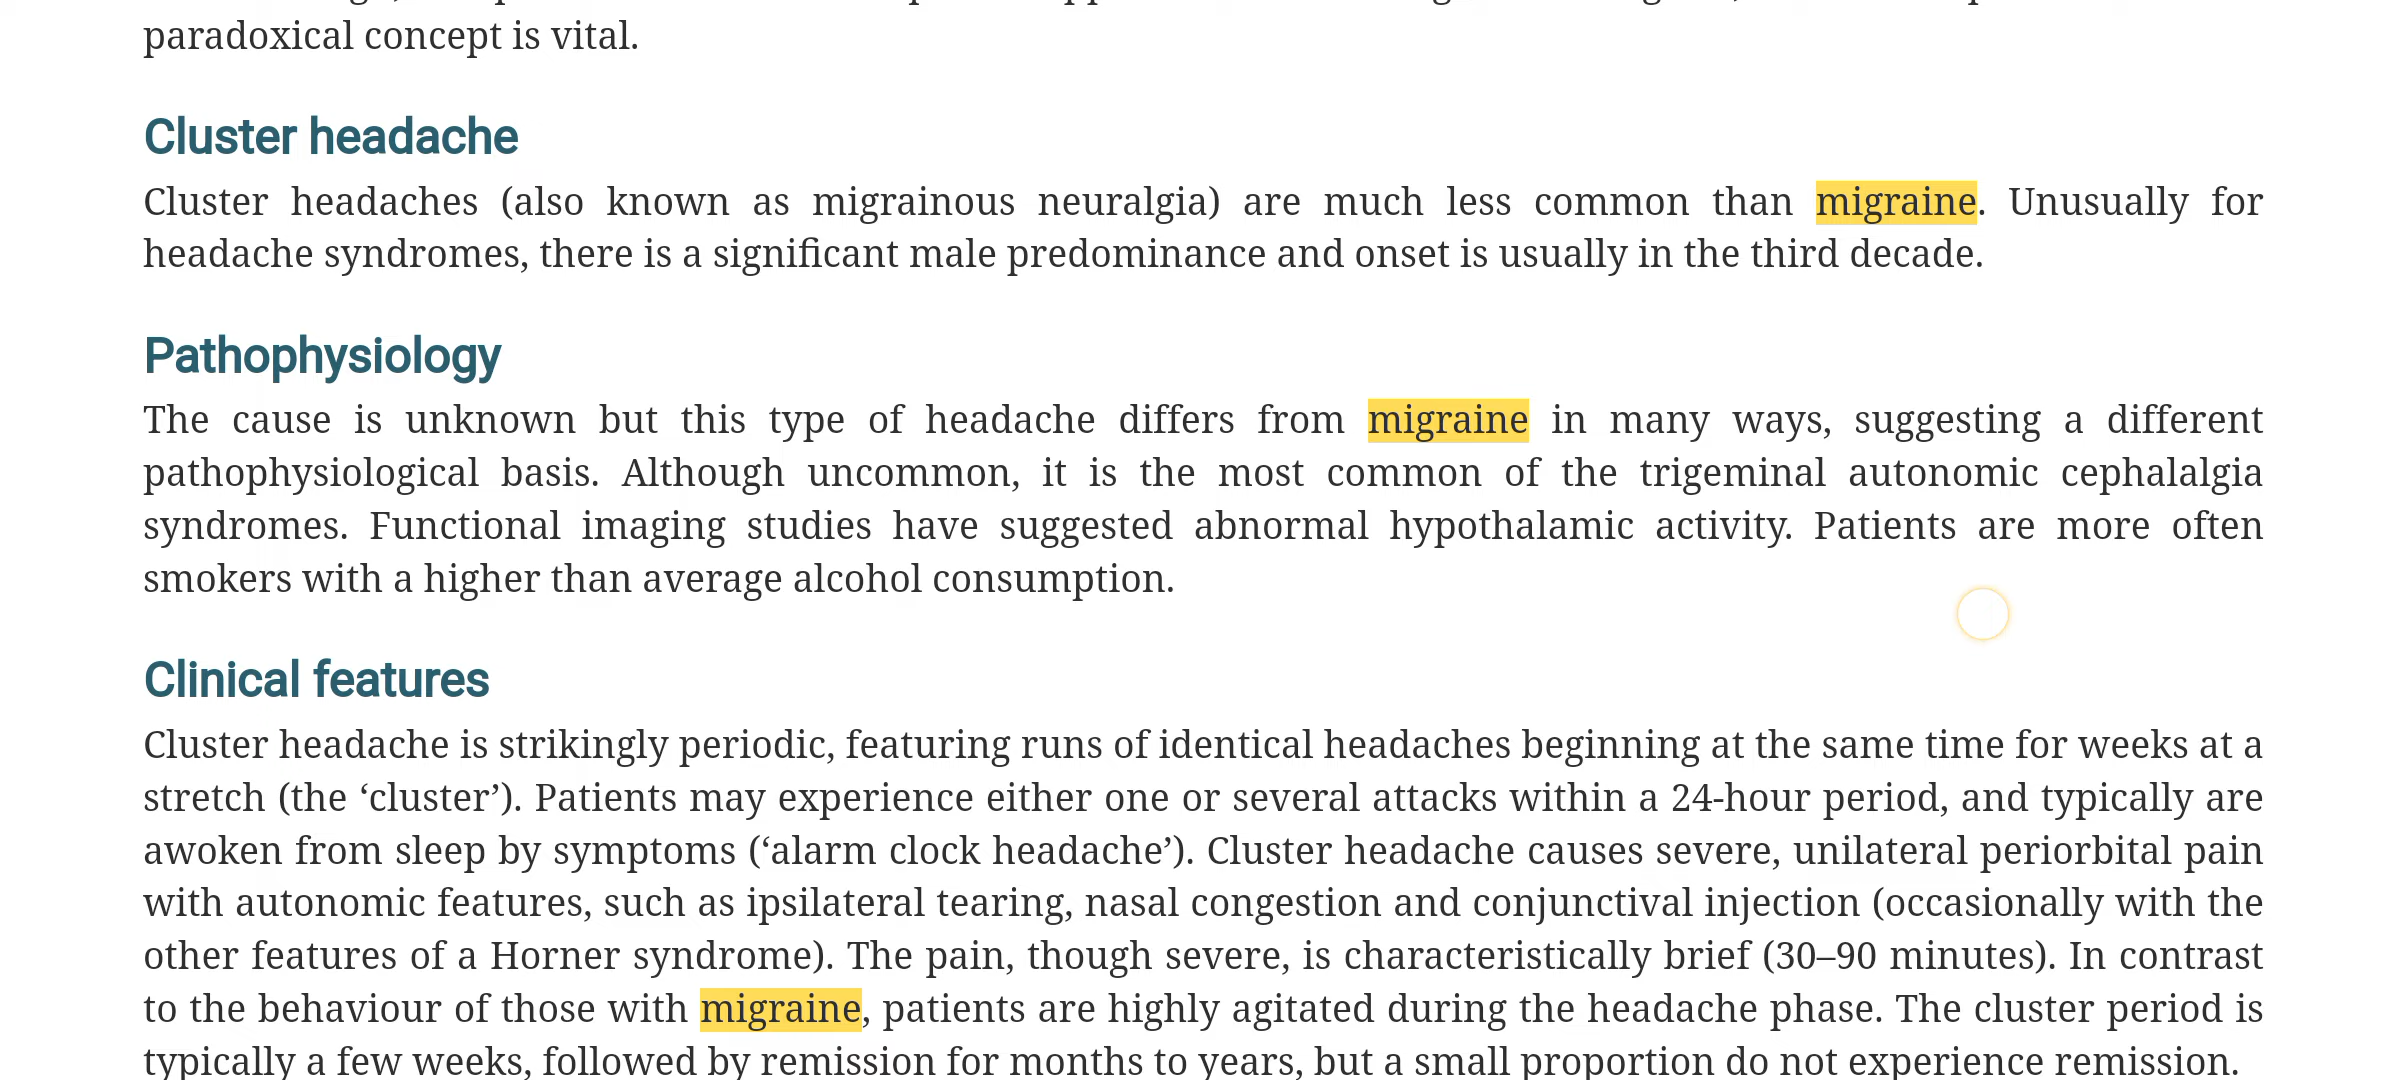 paradoxical concept is vital.
Cluster headache
Cluster headaches (also known as migrainous neuralgia) are much less common than migraine. Unusually for
headache syndromes, there is a significant male predominance and onset is usually in the third decade.
Pathophysiology
The cause is unknown but this type of headache differs from migraine in many ways, suggesting a different
pathophysiological basis. Although uncommon, it is the most common of the trigeminal autonomic cephalalgia
syndromes. Functional imaging studies have suggested abnormal hypothalamic activity. Patients are more often
smokers with a higher than average alcohol consumption.
Clinical features
Cluster headache is strikingly periodic, featuring runs of identical headaches beginning at the same time for weeks at a
stretch (the ‘cluster’). Patients may experience either one or several attacks within a 24-hour period, and typically are
awoken from sleep by symptoms (‘alarm clock headache’). Cluster headache causes severe, unilateral periorbital pain
with autonomic features, such as ipsilateral tearing, nasal congestion and conjunctival injection (occasionally with the
other features of a Horner syndrome). The pain, though severe, is characteristically brief (30–90 minutes). In contrast
to the behaviour of those with migraine, patients are highly agitated during the headache phase. The cluster period is
typically a few weeks, followed by remission for months to years, but a small proportion do not experience remission.